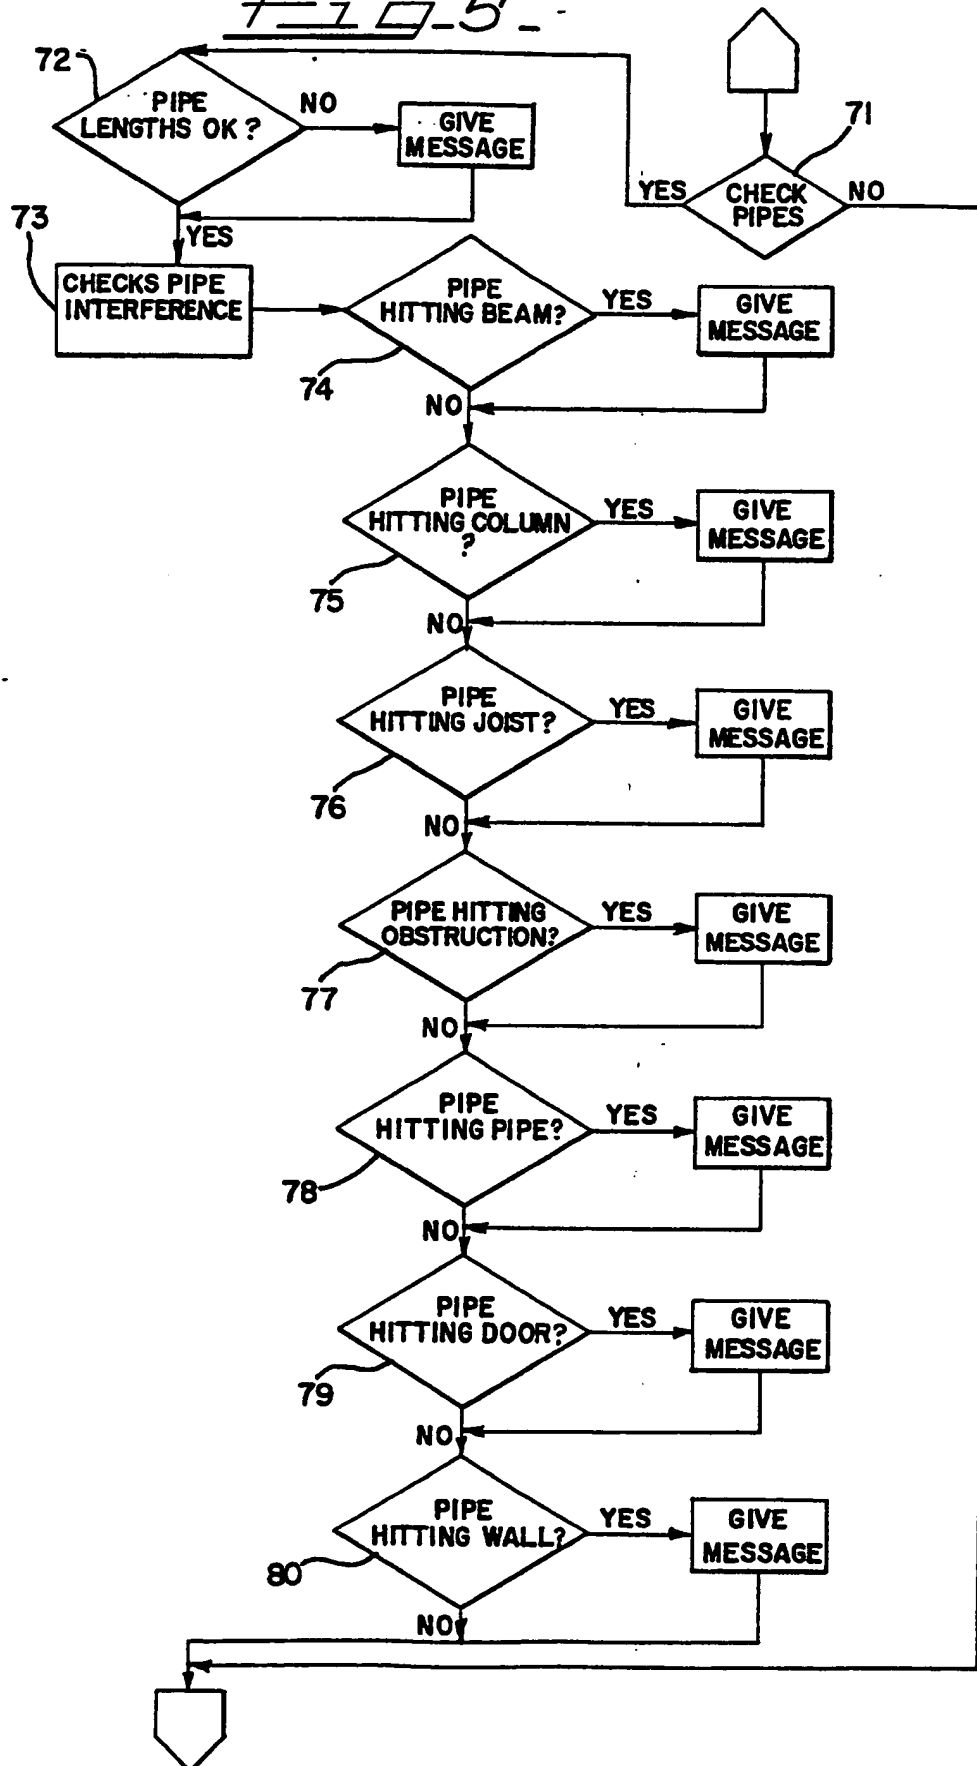 Fig_5_
72
PIPE
LENGTHS OK?
NO
GIVE
MESSAGE
YES
71
CHECK
PIPES
YES
NO
73
CHECKS PIPE
INTERFERENCE
PIPE
HITTING BEAM?
YES
GIVE
MESSAGE
74
NO
PIPE
HITTING COLUMN
?
YES
GIVE
MESSAGE
75
NO
PIPE
HITTING JOIST?
YES
GIVE
MESSAGE
76
NO
PIPE HITTING
OBSTRUCTION?
YES
GIVE
MESSAGE
77
NO
PIPE
HITTING PIPE?
YES
GIVE
MESSAGE
78
NO
PIPE
HITTING DOOR?
YES
GIVE
MESSAGE
79
NO
PIPE
HITTING WALL?
YES
GIVE
MESSAGE
80
NO